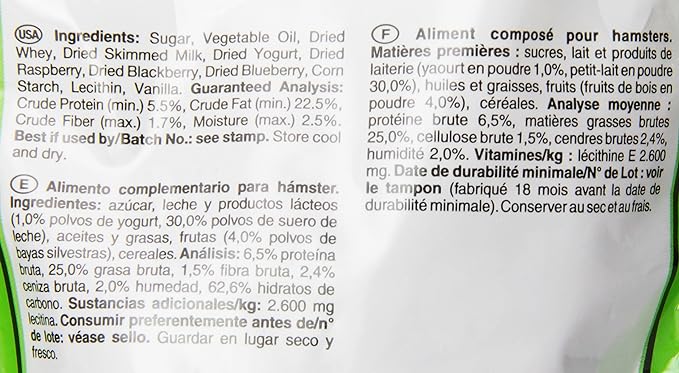 USA Ingredients: Sugar, Vegetable Oil, Dried
Whey, Dried Skimmed Milk, Dried Yogurt, Dried
Raspberry, Dried Blackberry, Dried Blueberry, Corn
Starch, Lecithin, Vanilla. Guaranteed Analysis:
Crude Protein (min.) 5.5%, Crude Fat (min.) 22.5%,
Crude Fiber (max.) 1.7%, Moisture (max.) 2.5%.
Best if used by/Batch No.: see stamp. Store cool
and dry.
E Alimento complementario para hámster.
Ingredientes: azúcar, leche y productos lácteos
(1,0% polvos de yogurt, 30,0% polvos de suero de
leche), aceites y grasas, frutas (4,0% polvos de
bayas silvestras), cereales. Análisis: 6,5% proteína
bruta, 25,0% grasa bruta, 1,5% fibra bruta, 2,4%
ceniza bruta, 2,0% humedad, 62,6% hidratos de
carbono. Sustancias adicionales/kg: 2.600 mg
lecitina. Consumir preferentemente antes de/n°
de lote: véase sello. Guardar en lugar seco y
fresco.
F Aliment composé pour hamsters.
Matières premières : sucres, lait et produits de
laiterie (yaourt en poudre 1,0%, petit-lait en poudre
30,0%), huiles et graisses, fruits (fruits de bois en
poudre 4,0%), céréales. Analyse moyenne :
protéine brute 6,5%, matières grasses brutes
25,0%, cellulose brute 1,5%, cendres brutes 2,4%,
humidité 2,0%. Vitamines/kg : lécithine E 2.600
mg. Date de durabilité minimale/N° de Lot : voir
le tampon (fabriqué 18 mois avant la date de
durabilité minimale). Conserver au sec et au frais.